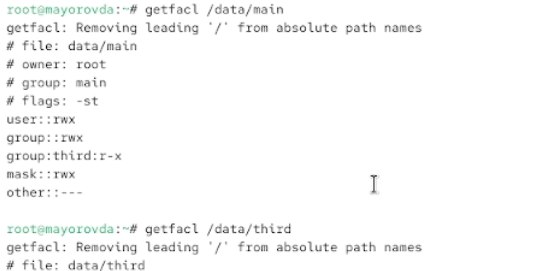 root@mayorovda:~# getfacl /data/main
getfacl: Removing leading '/' from absolute path names
# file: data/main
# owner: root
# group: main
# flags: -st
user::rwx
group::rwx
group:third:r-x
mask::rwx
other::---
root@mayorovda:~# getfacl /data/third
getfacl: Removing leading '/' from absolute path names
# file: data/third